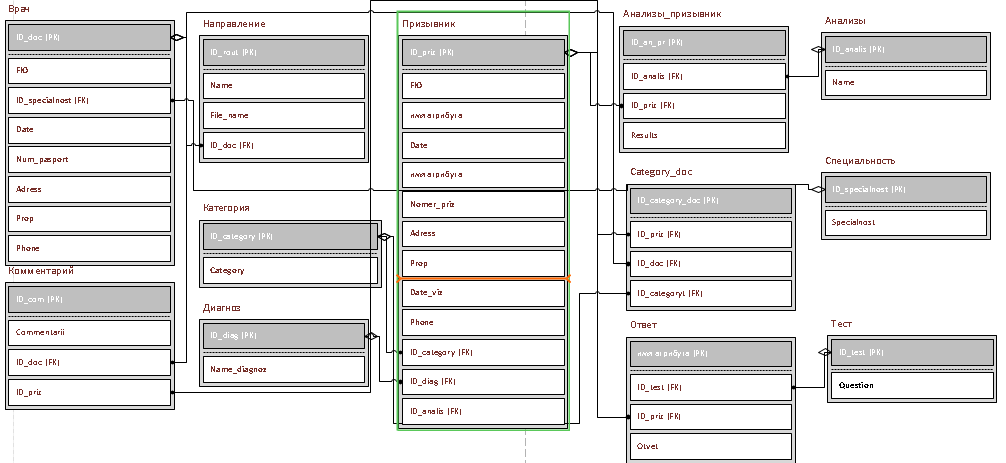 Врач
ID_doc (PK)
FIO
ID_specialnost (FK)
Date
Num_pasport
Adress
Prop
Phone
Комментарий
ID_com (PK)
Commentarii
ID_doc (FK)
ID_priz
Направление
ID_rout (PK)
Name
File_name
ID_doc (FK)
Категория
ID_category (PK)
Category
Диагноз
ID_diag (PK)
Name_diagnoz
Призывник
ID_priz (PK)
FIO
имя атрибута
Date
имя атрибута
Nomer_priz
Adress
Prop
Date_viz
Phone
ID_category (FK)
ID_diag (FK)
ID_analis (FK)
Анализы_призывник
ID_an_pr (PK)
ID_analis (FK)
ID_priz (FK)
Results
Category_doc
ID_category_doc (PK)
ID_priz (FK)
ID_doc (FK)
ID_category1 (FK)
Ответ
имя атрибута (PK)
ID_test (FK)
ID_priz (FK)
Otvet
Анализы
ID_analis (PK)
Name
Специальность
ID_specialnost (PK)
Specialnost
Тест
ID_test (PK)
Question